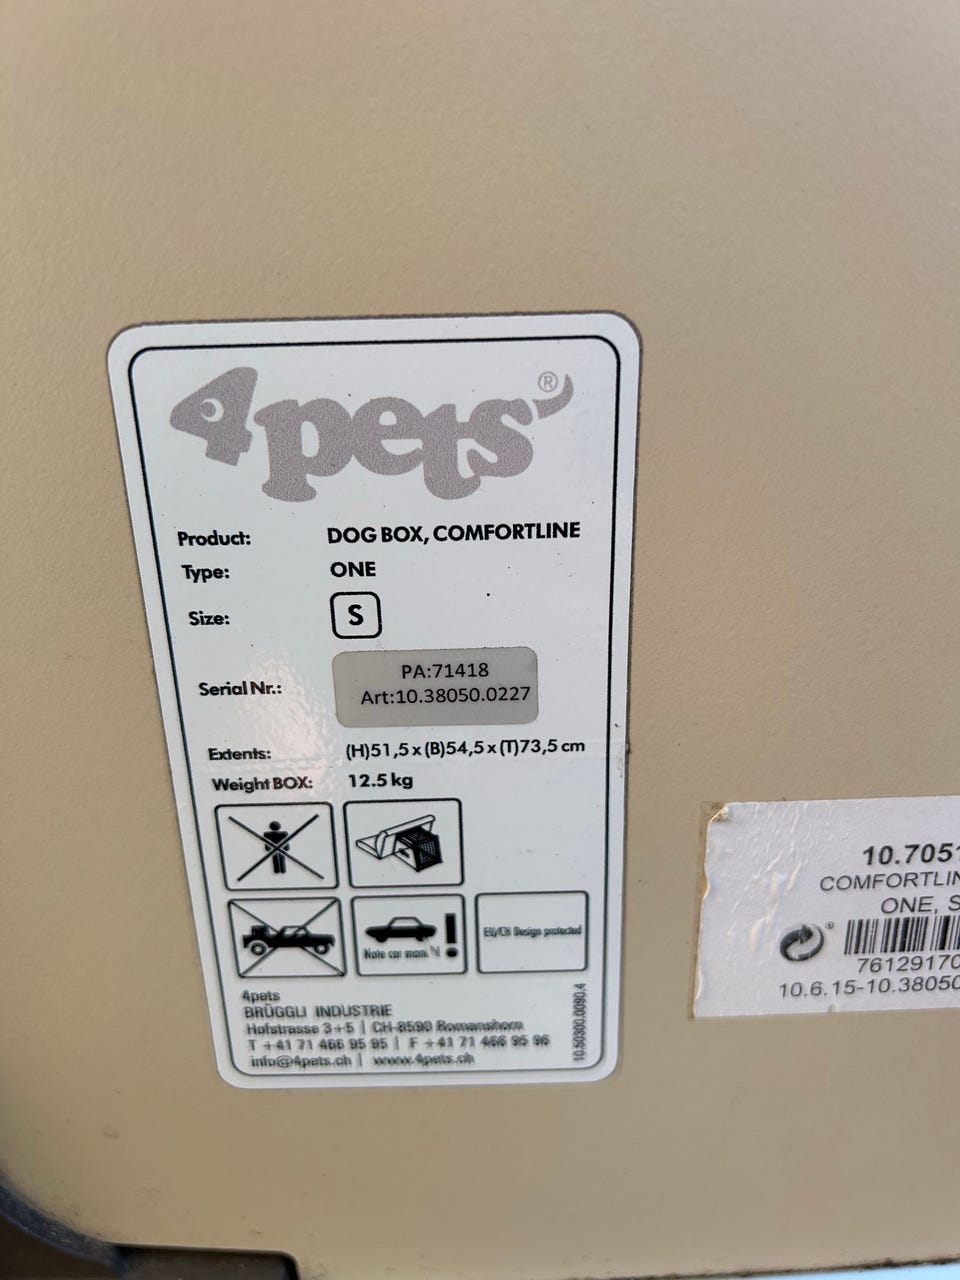 4pets®
Product: DOG BOX, COMFORTLINE
Type: ONE
Size: S
Serial Nr.: PA:71418
Art:10.38050.0227
Extents: (H)51,5 x (B)54,5 x (T)73,5 cm
Weight BOX: 12.5 kg
Note car man.
EU/CH Design protected
4pets
BRÜGGLI INDUSTRIE
Hofstrasse 3+5 | CH-8590 Romanshorn
T +41 71 466 95 95 | F +41 71 466 95 96
info@4pets.ch | www.4pets.ch
10.50300.0090.4
10.7051
COMFORTLIN
ONE, S
76129170
10.6.15-10.38050